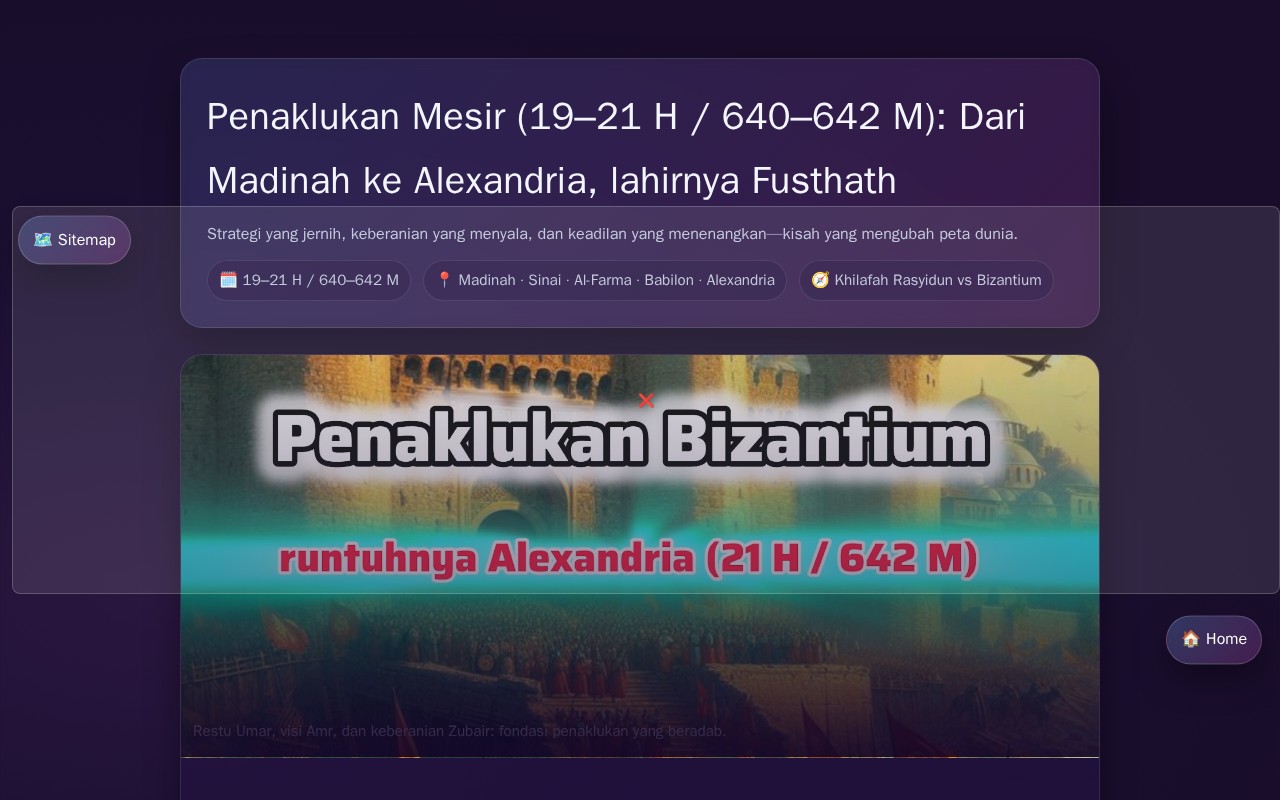 Penaklukan Mesir (19–21 H / 640–642 M): Dari
Madinah ke Alexandria, lahirnya Fusthath
🗺️ Sitemap
Strategi yang jernih, keberanian yang menyala, dan keadilan yang menenangkan—kisah yang mengubah peta dunia.
🗓️ 19–21 H / 640–642 M
📍 Madinah · Sinai · Al-Farma · Babilon · Alexandria
🧭 Khilafah Rasyidun vs Bizantium
❌
Penaklukan Bizantium
runtuhnya Alexandria (21 H / 642 M)
🏠 Home
Restu Umar, visi Amr, dan keberanian Zubair: fondasi penaklukan yang beradab.